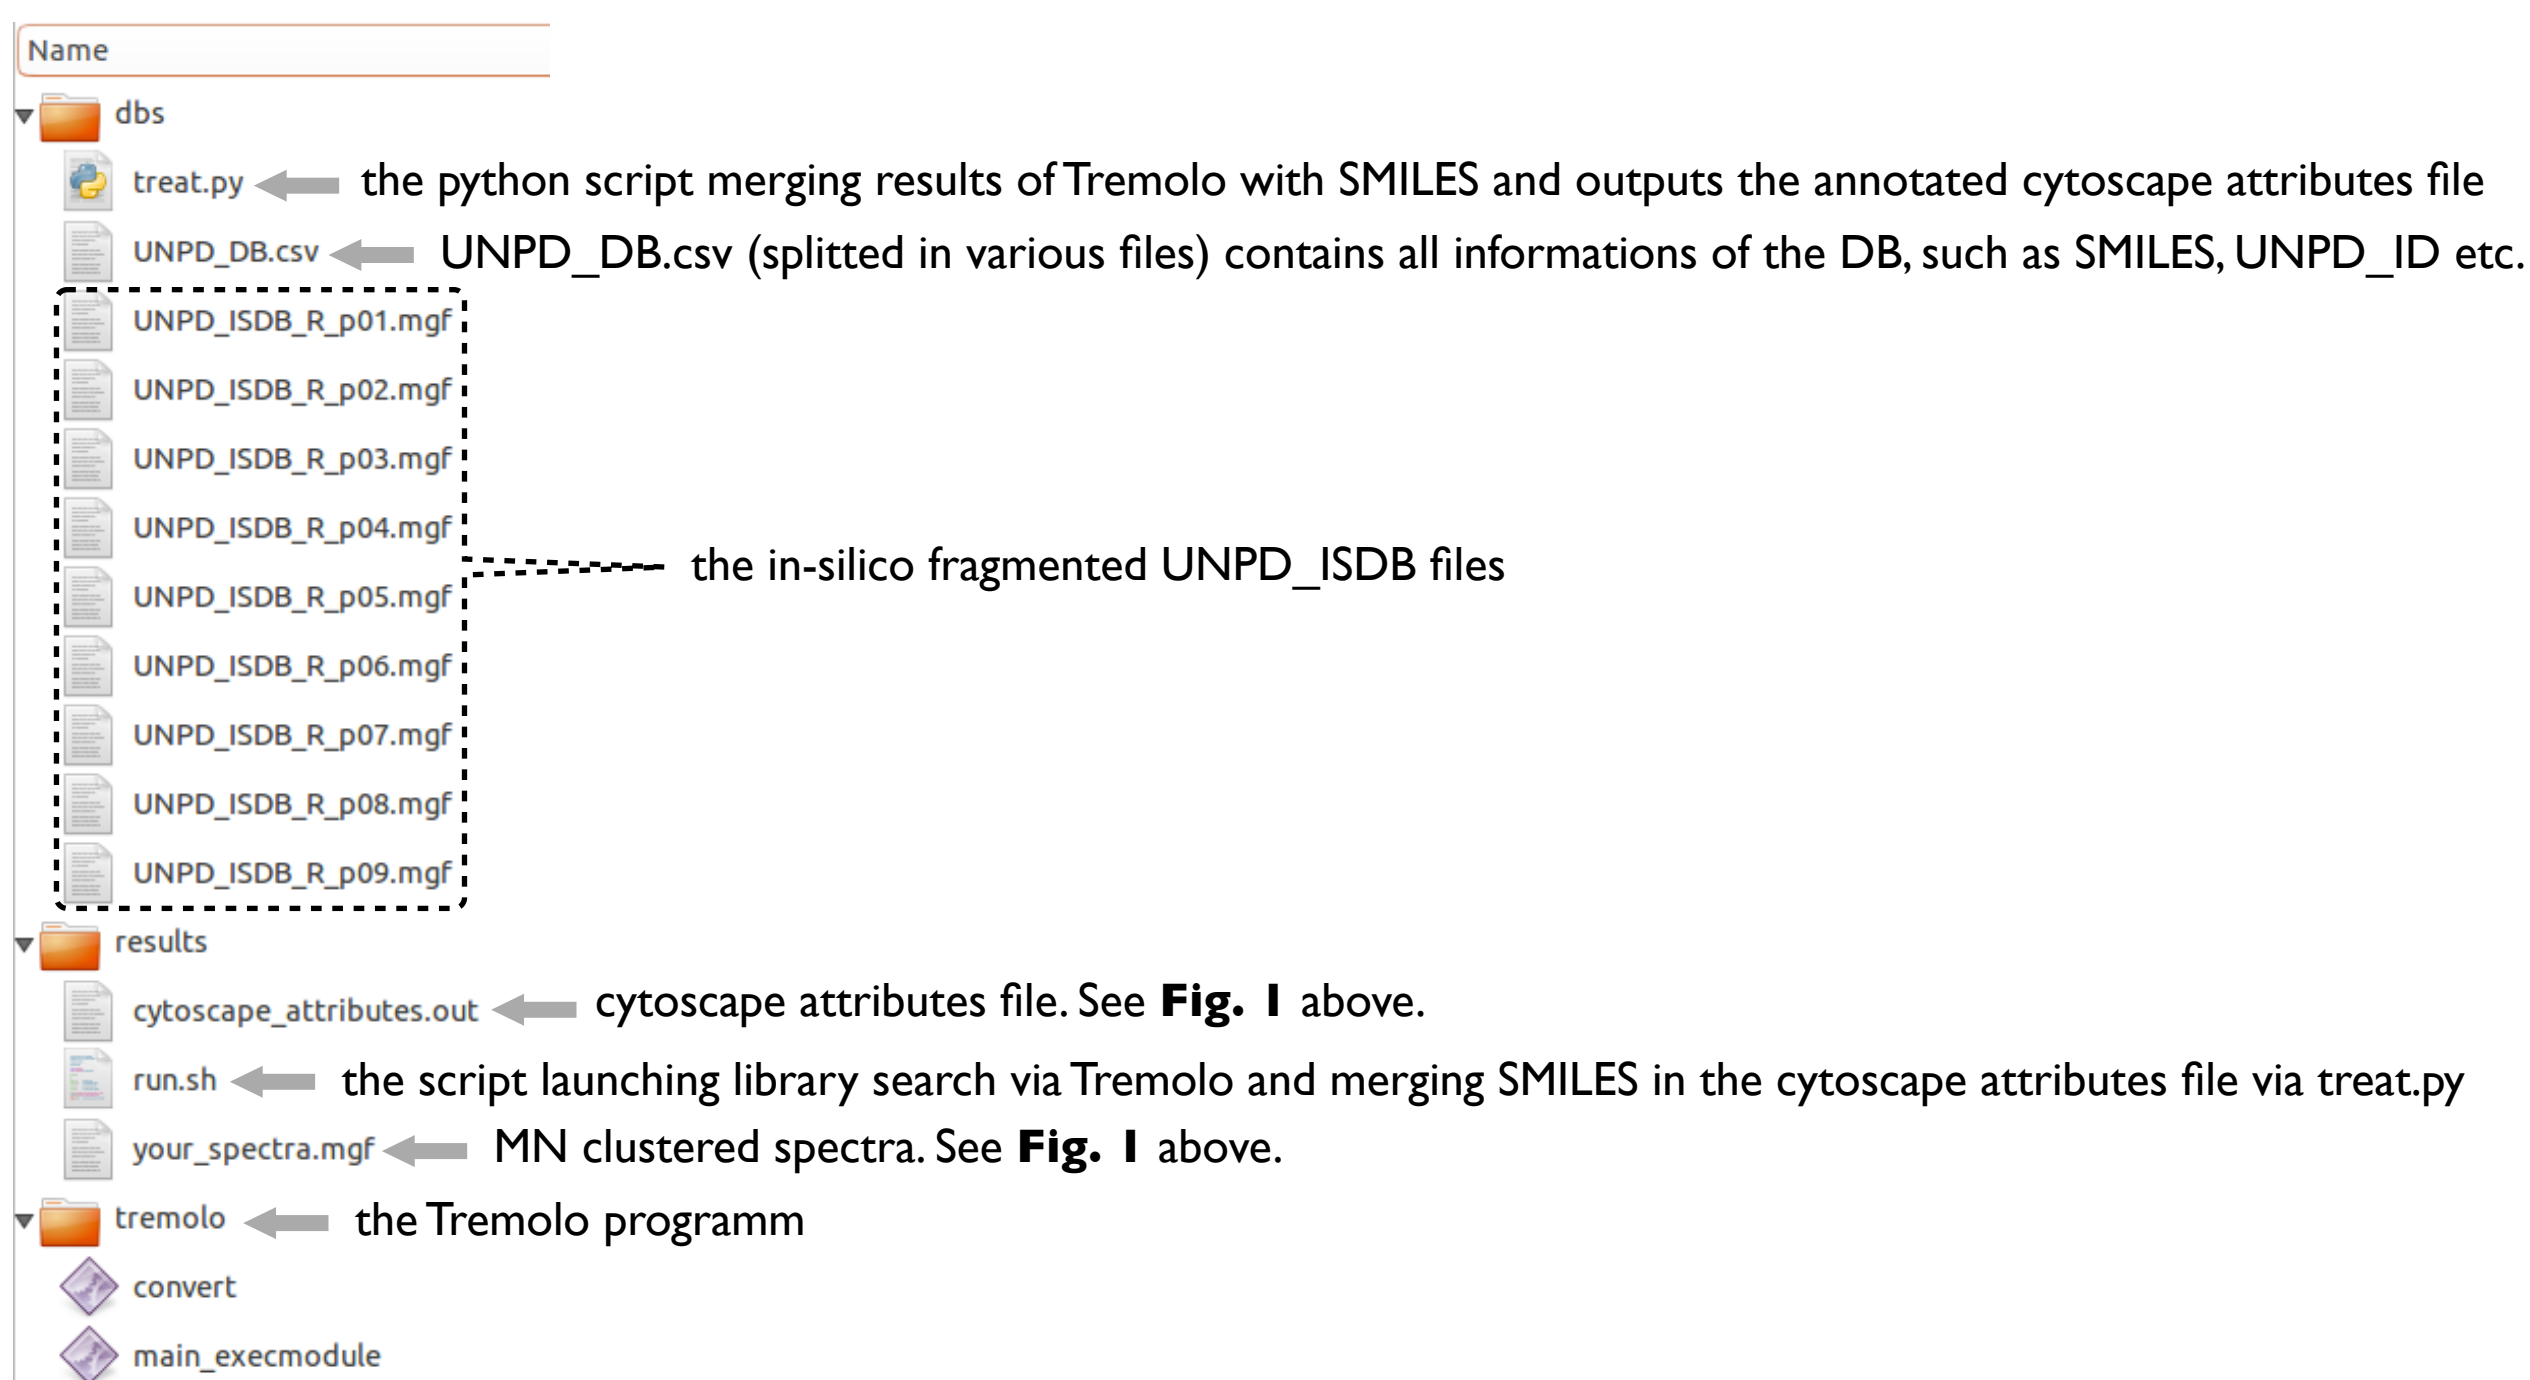 Name
dbs
treat.py the python script merging results of Tremolo with SMILES and outputs the annotated cytoscape attributes file
UNPD_DB.csv UNPD_DB.csv (splitted in various files) contains all informations of the DB, such as SMILES, UNPD_ID etc.
UNPD_ISDB_R_p01.mgf
UNPD_ISDB_R_p02.mgf
UNPD_ISDB_R_p03.mgf
UNPD_ISDB_R_p04.mgf
the in-silico fragmented UNPD_ISDB files
UNPD_ISDB_R_p05.mgf
UNPD_ISDB_R_p06.mgf
UNPD_ISDB_R_p07.mgf
UNPD_ISDB_R_p08.mgf
UNPD_ISDB_R_p09.mgf
results
cytoscape_attributes.out cytoscape attributes file. See Fig. 1 above.
run.sh the script launching library search via Tremolo and merging SMILES in the cytoscape attributes file via treat.py
your_spectra.mgf MN clustered spectra. See Fig. 1 above.
tremolo the Tremolo programm
convert
main_execmodule